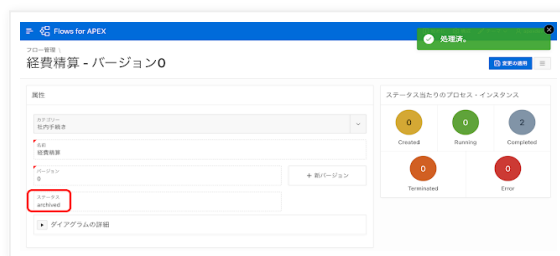 Flows for APEX
処理済。
フロー管理 \
経費精算 - バージョン0
変更の適用
属性
カテゴリー
社内手続き
名前
経費精算
バージョン
0
+ 新バージョン
ステータス
archived
ダイアグラムの詳細
ステータス当たりのプロセス・インスタンス
0
Created
0
Running
2
Completed
0
Terminated
0
Error